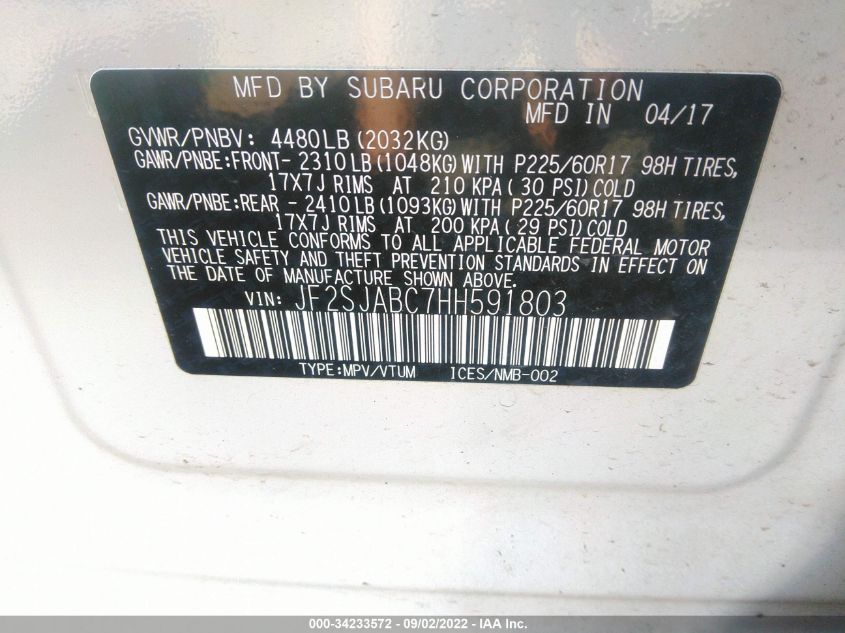 MFD BY SUBARU CORPORATION
MFD IN 04/17
GVWR/PNBV: 4480LB(2032KG)
GAWR/PNBE:FRONT- 2310LB(1048KG)WITH P225/60R17 98H TIRES,
17X7J RIMS AT 210 KPA( 30 PSI)COLD
GAWR/PNBE:REAR - 2410LB(1093KG)WITH P225/60R17 98H TIRES,
17X7J RIMS AT 200 KPA( 29 PSI)COLD
THIS VEHICLE CONFORMS TO ALL APPLICABLE FEDERAL MOTOR
VEHICLE SAFETY AND THEFT PREVENTION STANDARDS IN EFFECT ON
THE DATE OF MANUFACTURE SHOWN ABOVE.
VIN: JF2SJABC7HH591803
TYPE:MPV/VTUM ICES/NMB-002
000-34233572 - 09/02/2022 - IAA Inc.